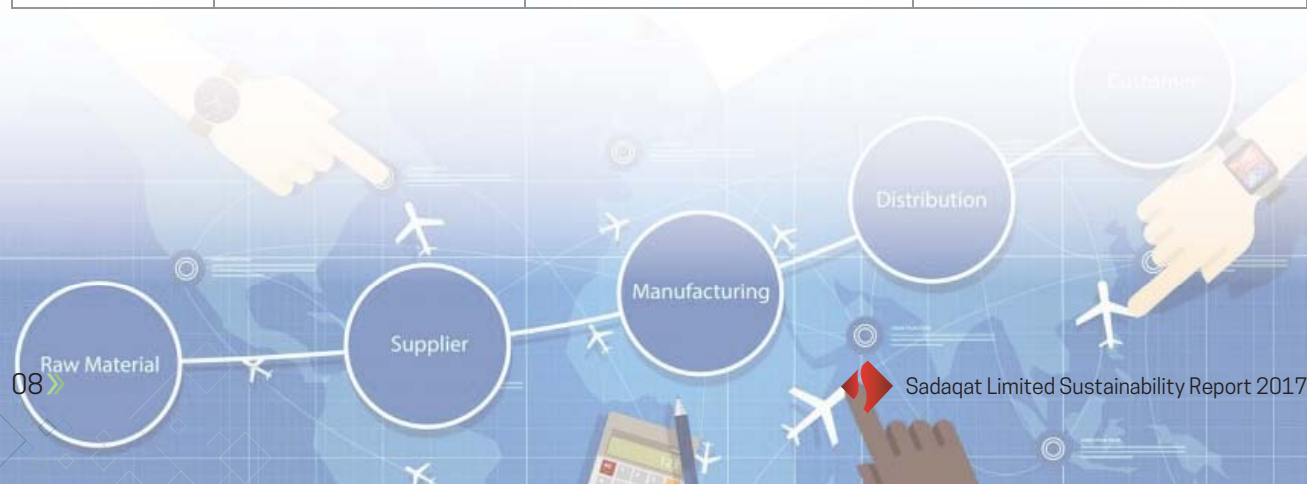 Customer
Distribution
Manufacturing
Supplier
Raw Material
08
Sadaqat Limited Sustainability Report 2017